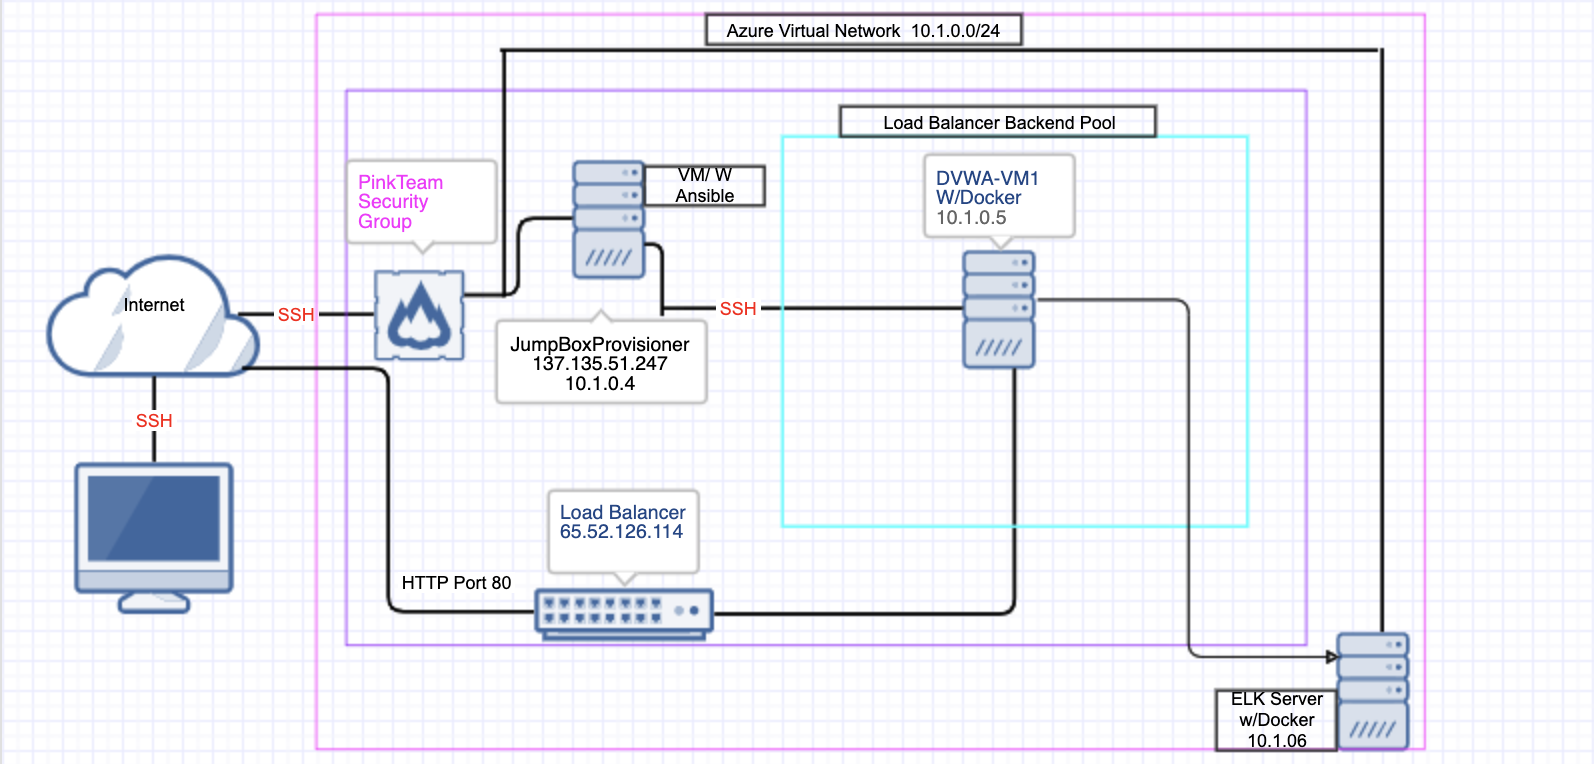 Azure Virtual Network 10.1.0.0/24
Load Balancer Backend Pool
PinkTeam
Security
Group
VM/ W
Ansible
DVWA-VM1
W/Docker
10.1.0.5
Internet
SSH
SSH
JumpBoxProvisioner
137.135.51.247
10.1.0.4
SSH
Load Balancer
65.52.126.114
HTTP Port 80
ELK Server
w/Docker
10.1.06